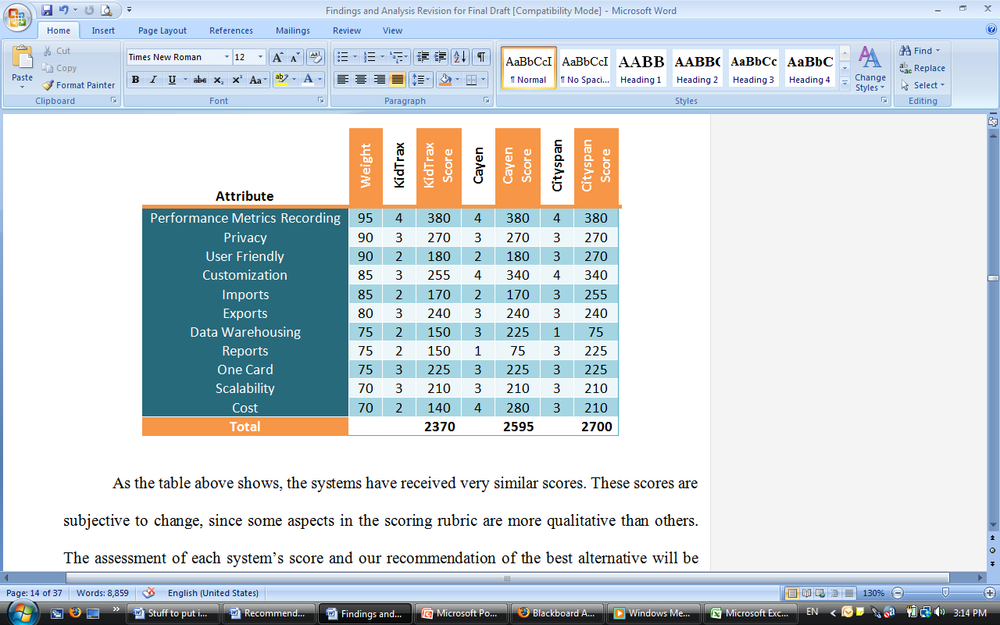 Findings and Analysis Revision for Final Draft [Compatibility Mode] - Microsoft Word
Home Insert Page Layout References Mailings Review View
Paste
Cut
Copy
Format Painter
Clipboard
Times New Roman 12
Font
Paragraph
AaBbCcI AaBbCcI AABB AABBC AaBbCc AaBbC
¶ Normal ¶ No Spaci... Heading 1 Heading 2 Heading 3 Heading 4
Change Styles
Styles
Find
Replace
Select
Editing
Attribute Weight KidTrax KidTrax Score Cayen Cayen Score Cityspan Cityspan Score
Performance Metrics Recording 95 4 380 4 380 4 380
Privacy 90 3 270 3 270 3 270
User Friendly 90 2 180 2 180 3 270
Customization 85 3 255 4 340 4 340
Imports 85 2 170 2 170 3 255
Exports 80 3 240 3 240 3 240
Data Warehousing 75 2 150 3 225 1 75
Reports 75 2 150 1 75 3 225
One Card 75 3 225 3 225 3 225
Scalability 70 3 210 3 210 3 210
Cost 70 2 140 4 280 3 210
Total 2370 2595 2700
As the table above shows, the systems have received very similar scores. These scores are
subjective to change, since some aspects in the scoring rubric are more qualitative than others.
The assessment of each system's score and our recommendation of the best alternative will be
Page: 14 of 37 Words: 8,859 English (United States) 130%
Stuff to put i... Recommend... Findings and... Microsoft Po... Blackboard A... Windows Me... Microsoft Exc... EN 3:14 PM